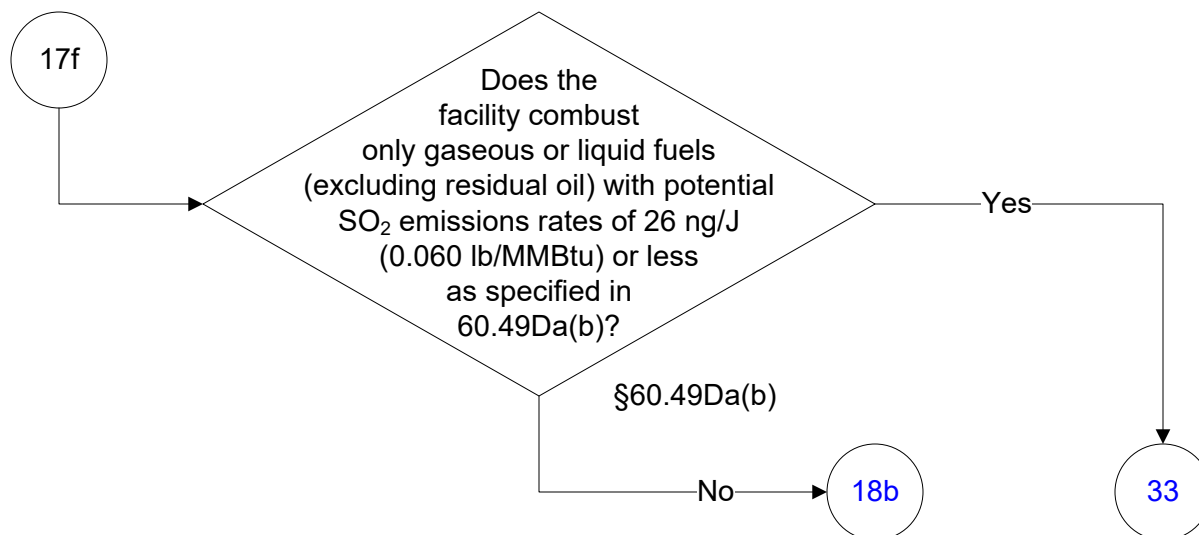 17f
Does the
facility combust
only gaseous or liquid fuels
(excluding residual oil) with potential
SO₂ emissions rates of 26 ng/J
(0.060 lb/MMBtu) or less
as specified in
60.49Da(b)?
Yes
§60.49Da(b)
No
18b
33